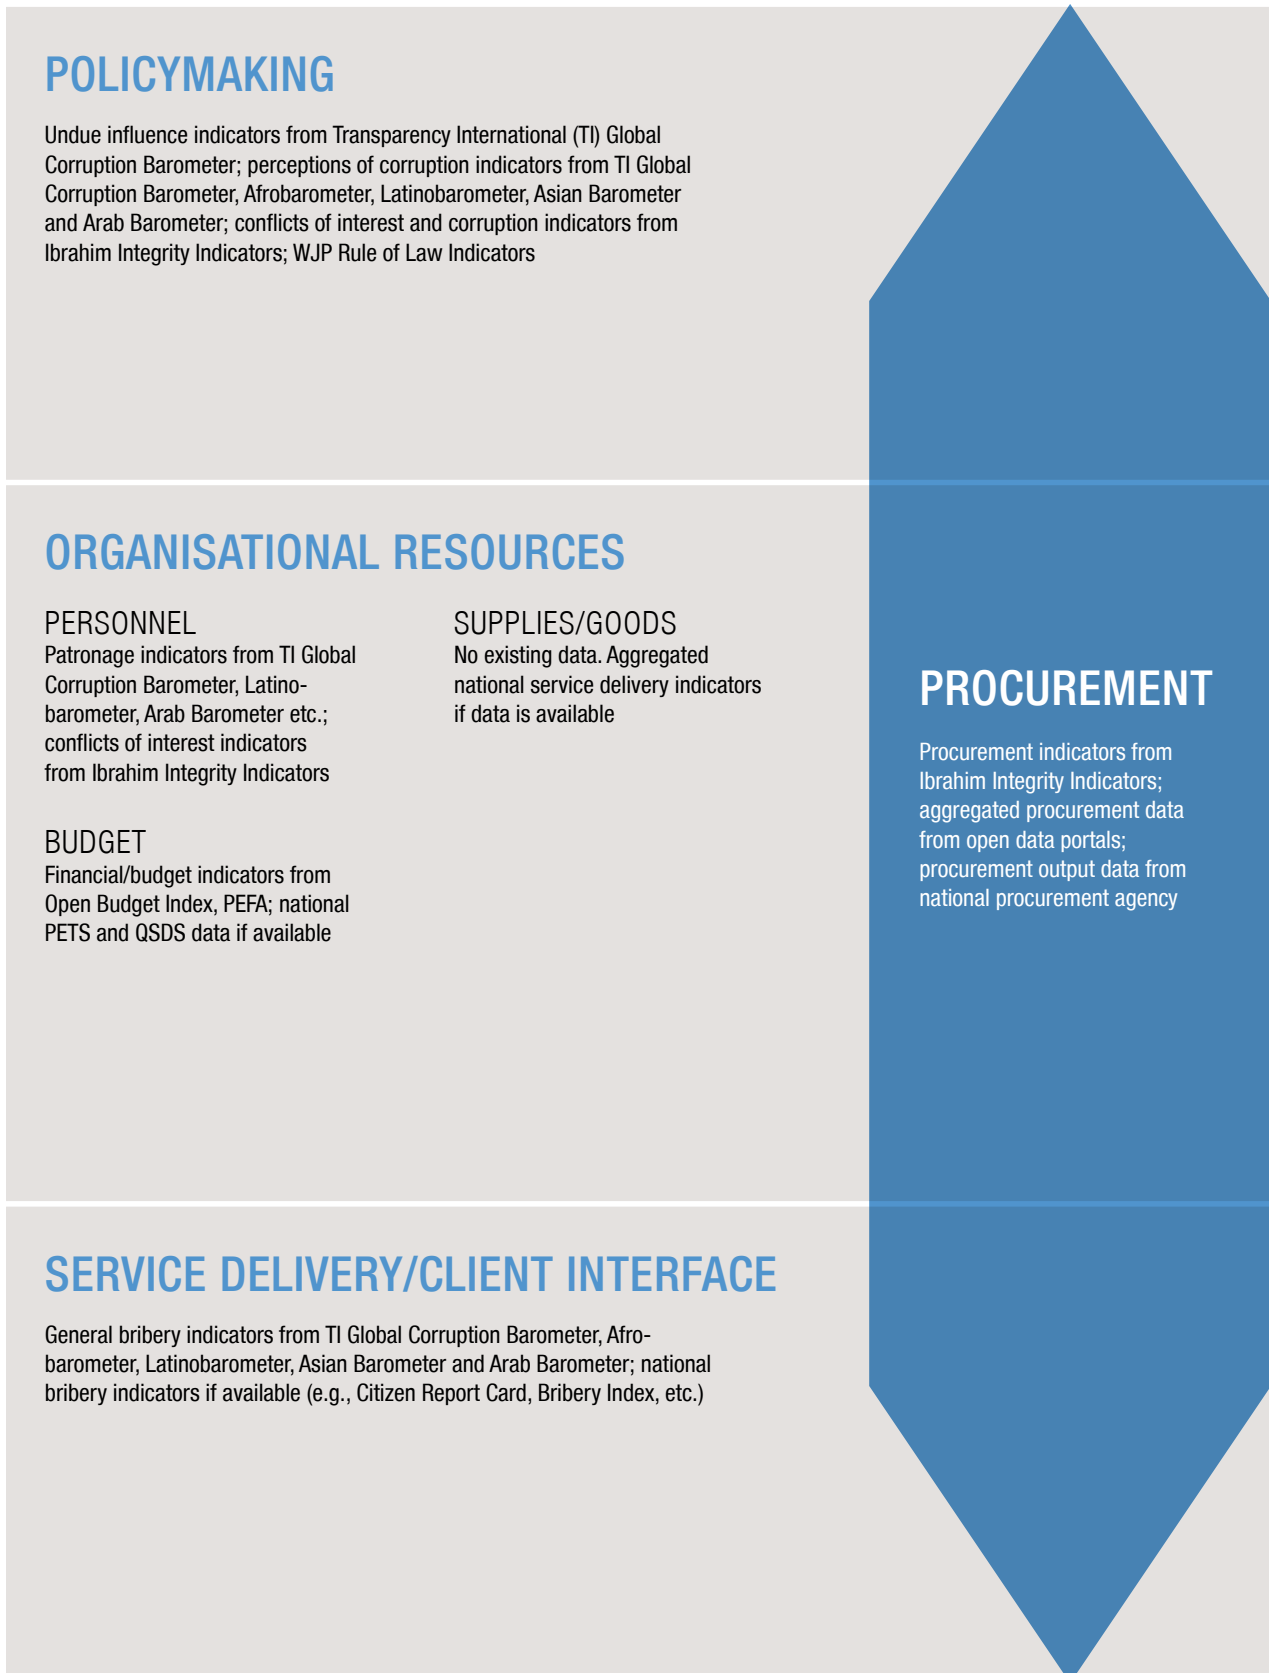 POLICYMAKING
Undue influence indicators from Transparency International (TI) Global
Corruption Barometer; perceptions of corruption indicators from TI Global
Corruption Barometer, Afrobarometer, Latinobarometer, Asian Barometer
and Arab Barometer; conflicts of interest and corruption indicators from
Ibrahim Integrity Indicators; WJP Rule of Law Indicators
ORGANISATIONAL RESOURCES
PERSONNEL
Patronage indicators from TI Global
Corruption Barometer, Latino-
barometer, Arab Barometer etc.;
conflicts of interest indicators
from Ibrahim Integrity Indicators
BUDGET
Financial/budget indicators from
Open Budget Index, PEFA; national
PETS and QSDS data if available
SUPPLIES/GOODS
No existing data. Aggregated
national service delivery indicators
if data is available
PROCUREMENT
Procurement indicators from
Ibrahim Integrity Indicators;
aggregated procurement data
from open data portals;
procurement output data from
national procurement agency
SERVICE DELIVERY/CLIENT INTERFACE
General bribery indicators from TI Global Corruption Barometer, Afro-
barometer, Latinobarometer, Asian Barometer and Arab Barometer; national
bribery indicators if available (e.g., Citizen Report Card, Bribery Index, etc.)